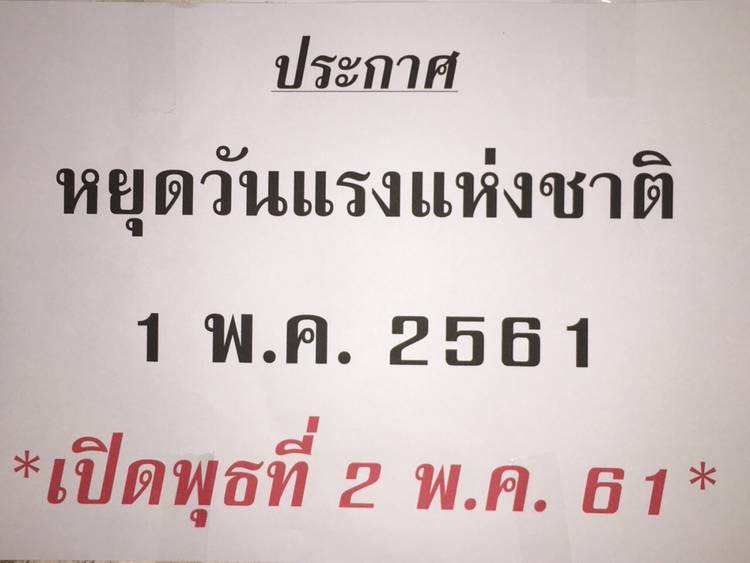 ประกาศ
หยุดวันแรงแห่งชาติ
1 พ.ค. 2561
*เปิดพุธที่ 2 พ.ค. 61*